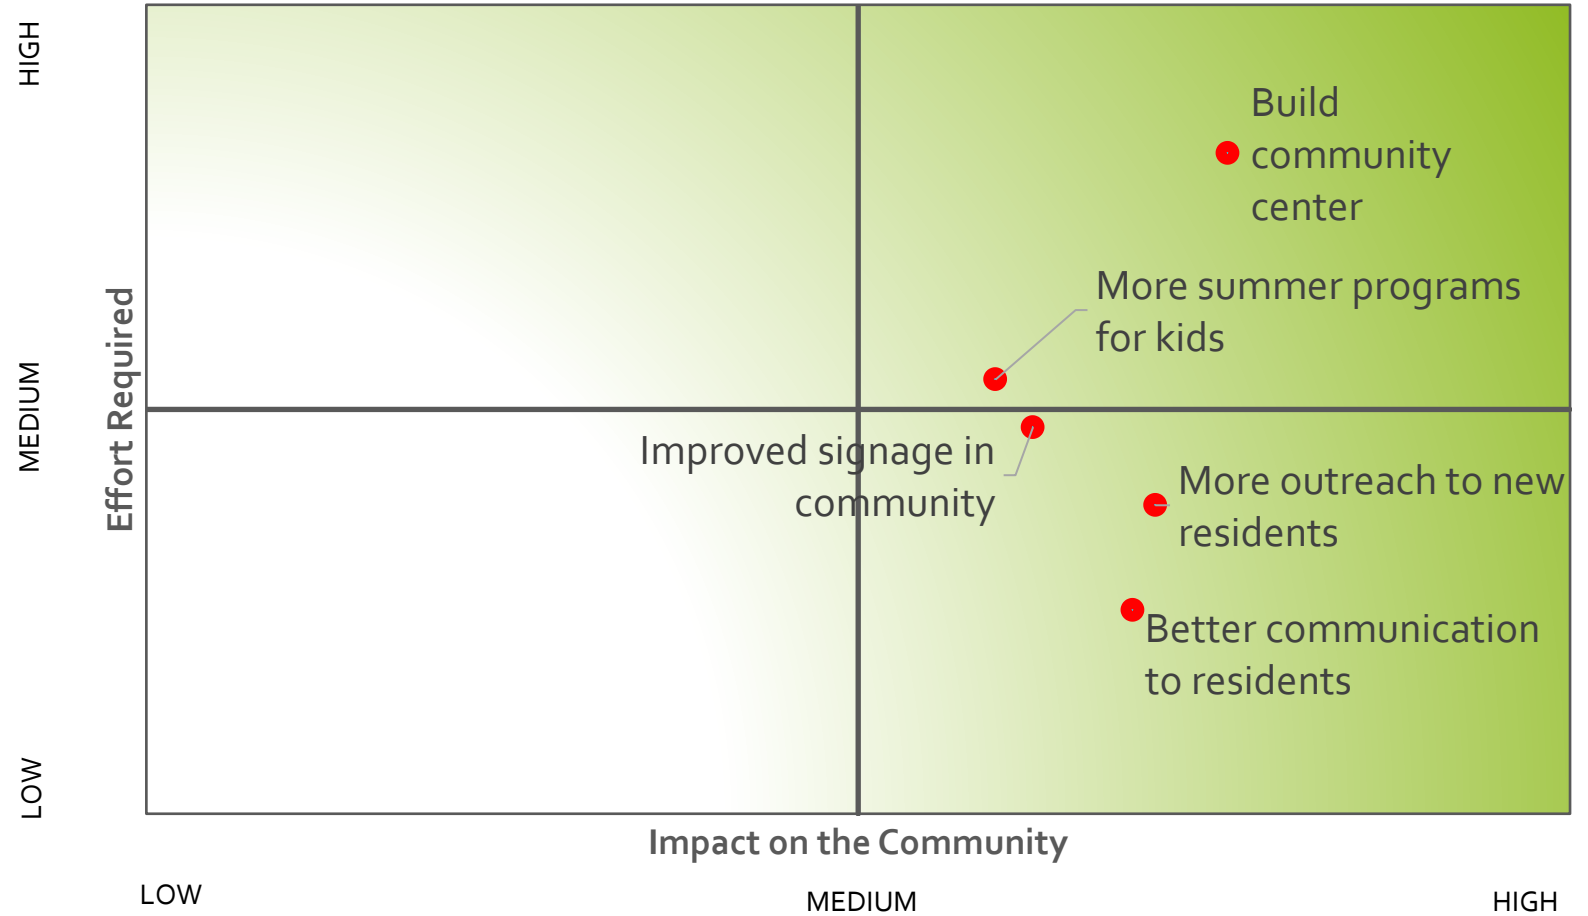 HIGH
Build
community
center
More summer programs
for kids
MEDIUM
Effort Required
Improved signage in
community
More outreach to new
residents
Better communication
to residents
LOW
Impact on the Community
LOW
MEDIUM
HIGH